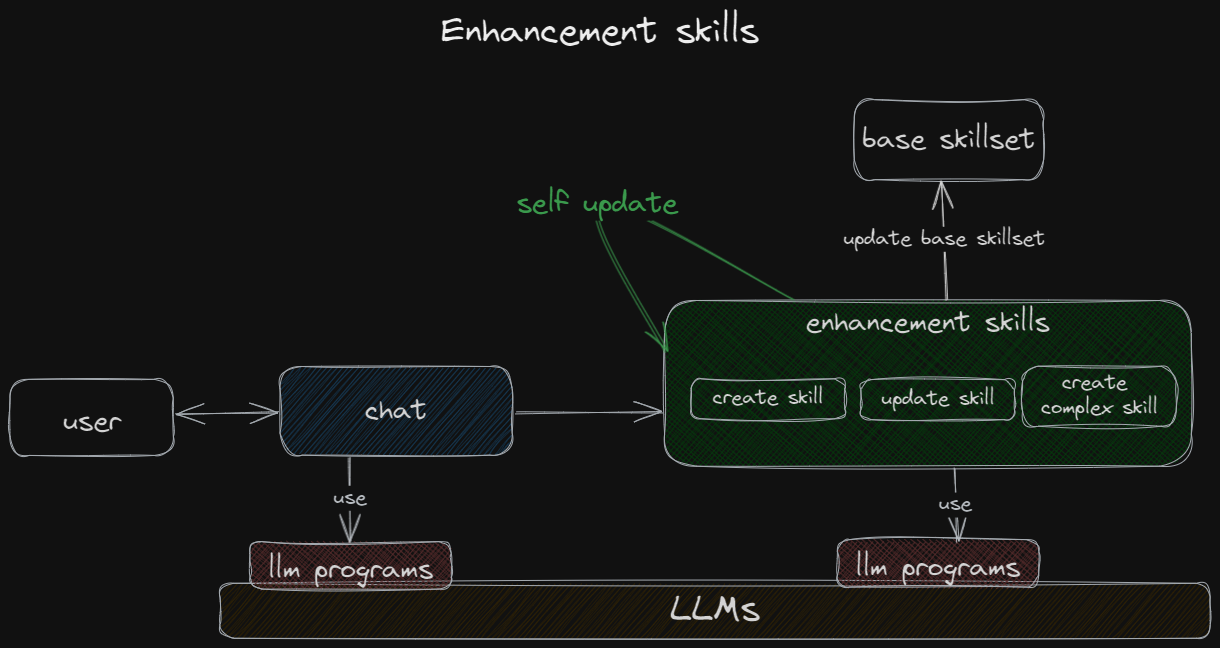 Enhancement skills
base skillset
self update
update base skillset
enhancement skills
create skill
update skill
create
complex skill
user
chat
use
use
llm programs
llm programs
LLMs